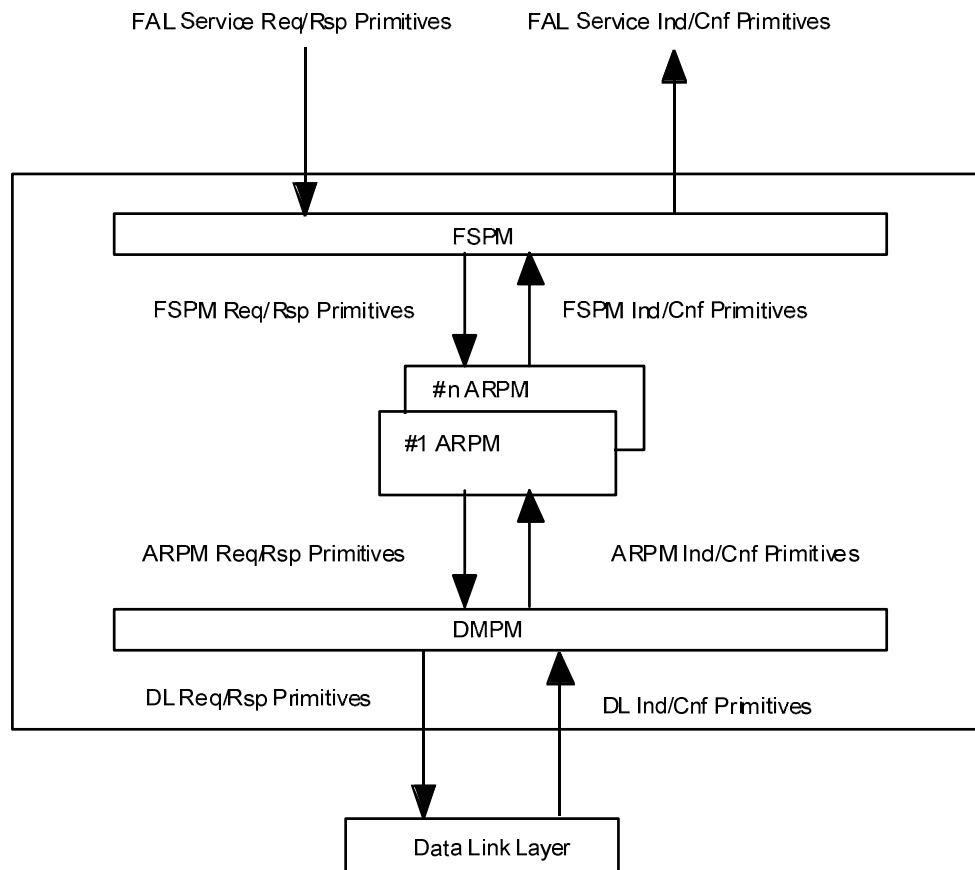 FAL Service Req/Rsp Primitives
FAL Service Ind/Cnf Primitives
FSPM
FSPM Req/Rsp Primitives
FSPM Ind/Cnf Primitives
#n ARPM
#1 ARPM
ARPM Req/Rsp Primitives
ARPM Ind/Cnf Primitives
DMPM
DL Req/Rsp Primitives
DL Ind/Cnf Primitives
Data Link Layer